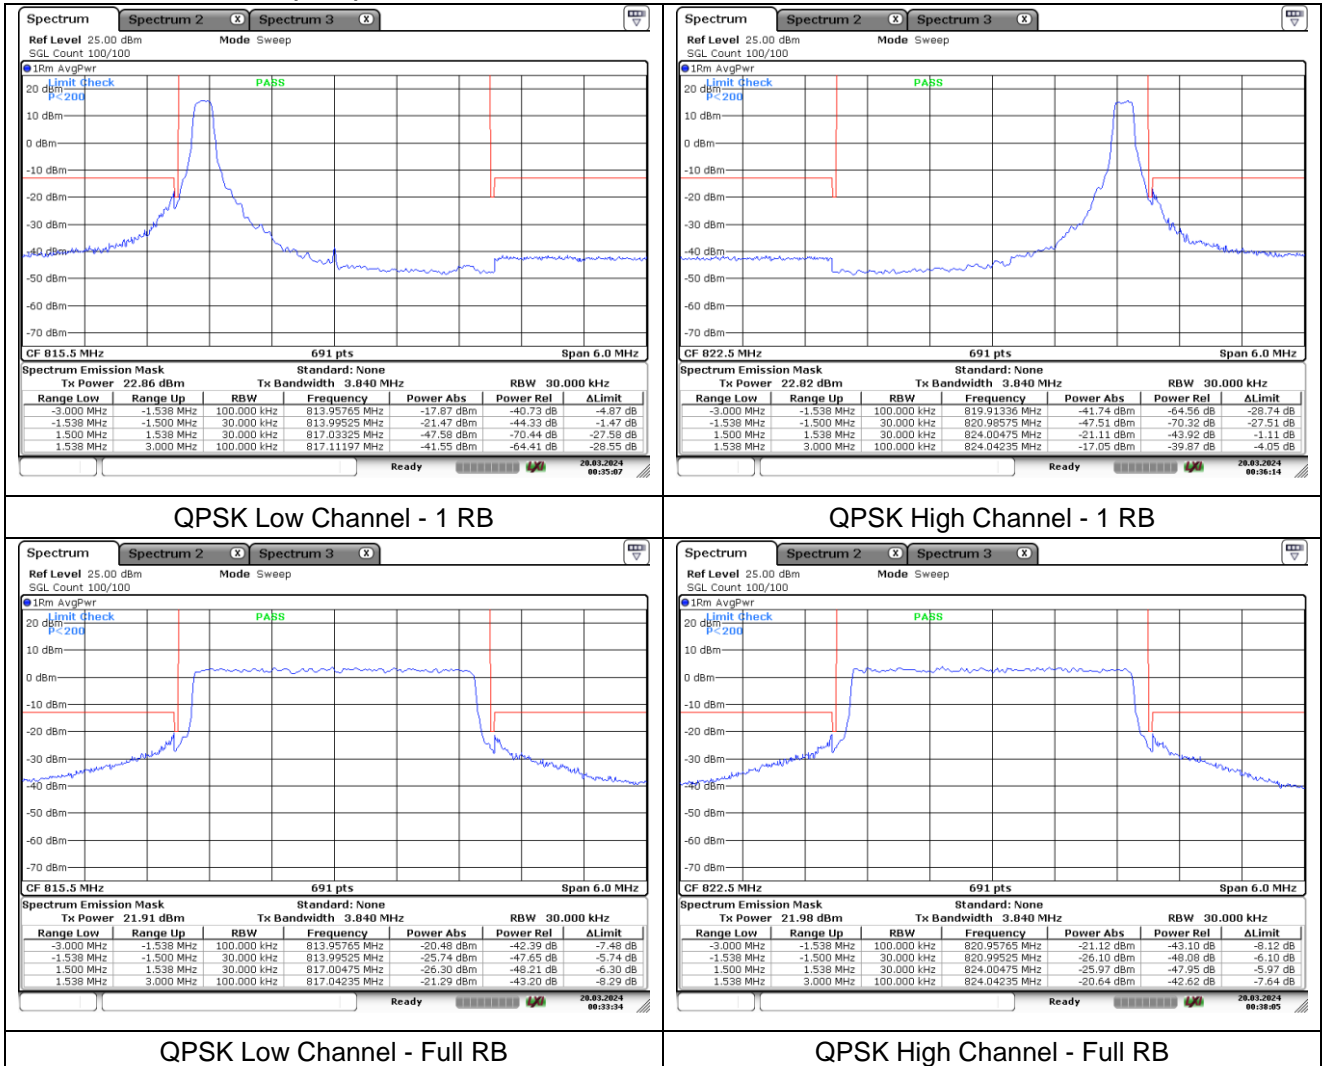 Spectrum Spectrum 2 X Spectrum 3 X
Ref Level 25.00 dBm Mode Sweep
SGL Count 100/100
1Rm AvgPwr
Limit Check PASS
20 dBm
P<200
10 dBm
0 dBm
-10 dBm
-20 dBm
-30 dBm
-40 dBm
-50 dBm
-60 dBm
-70 dBm
CF 815.5 MHz 691 pts Span 6.0 MHz
Spectrum Emission Mask Standard: None
Tx Power 22.86 dBm Tx Bandwidth 3.840 MHz RBW 30.000 kHz
Range Low Range Up RBW Frequency Power Abs Power Rel ΔLimit
-3.000 MHz -1.538 MHz 100.000 kHz 813.95765 MHz -17.87 dBm -40.73 dB -4.87 dB
-1.538 MHz -1.500 MHz 30.000 kHz 813.99525 MHz -21.47 dBm -44.33 dB -1.47 dB
1.500 MHz 1.538 MHz 30.000 kHz 817.03325 MHz -47.58 dBm -70.44 dB -27.58 dB
1.538 MHz 3.000 MHz 100.000 kHz 817.11197 MHz -41.55 dBm -64.41 dB -28.55 dB
Ready LXI 20.03.2024
00:35:07
QPSK Low Channel - 1 RB
Spectrum Spectrum 2 X Spectrum 3 X
Ref Level 25.00 dBm Mode Sweep
SGL Count 100/100
1Rm AvgPwr
Limit Check PASS
20 dBm
P<200
10 dBm
0 dBm
-10 dBm
-20 dBm
-30 dBm
-40 dBm
-50 dBm
-60 dBm
-70 dBm
CF 822.5 MHz 691 pts Span 6.0 MHz
Spectrum Emission Mask Standard: None
Tx Power 22.82 dBm Tx Bandwidth 3.840 MHz RBW 30.000 kHz
Range Low Range Up RBW Frequency Power Abs Power Rel ΔLimit
-3.000 MHz -1.538 MHz 100.000 kHz 819.91336 MHz -41.74 dBm -64.56 dB -28.74 dB
-1.538 MHz -1.500 MHz 30.000 kHz 820.98575 MHz -47.51 dBm -70.32 dB -27.51 dB
1.500 MHz 1.538 MHz 30.000 kHz 824.00475 MHz -21.11 dBm -43.92 dB -1.11 dB
1.538 MHz 3.000 MHz 100.000 kHz 824.04235 MHz -17.05 dBm -39.87 dB -4.05 dB
Ready LXI 20.03.2024
00:36:14
QPSK High Channel - 1 RB
Spectrum Spectrum 2 X Spectrum 3 X
Ref Level 25.00 dBm Mode Sweep
SGL Count 100/100
1Rm AvgPwr
Limit Check PASS
20 dBm
P<200
10 dBm
0 dBm
-10 dBm
-20 dBm
-30 dBm
-40 dBm
-50 dBm
-60 dBm
-70 dBm
CF 815.5 MHz 691 pts Span 6.0 MHz
Spectrum Emission Mask Standard: None
Tx Power 21.91 dBm Tx Bandwidth 3.840 MHz RBW 30.000 kHz
Range Low Range Up RBW Frequency Power Abs Power Rel ΔLimit
-3.000 MHz -1.538 MHz 100.000 kHz 813.95765 MHz -20.48 dBm -42.39 dB -7.48 dB
-1.538 MHz -1.500 MHz 30.000 kHz 813.99525 MHz -25.74 dBm -47.65 dB -5.74 dB
1.500 MHz 1.538 MHz 30.000 kHz 817.00475 MHz -26.30 dBm -48.21 dB -6.30 dB
1.538 MHz 3.000 MHz 100.000 kHz 817.04235 MHz -21.29 dBm -43.20 dB -8.29 dB
Ready LXI 20.03.2024
00:33:34
QPSK Low Channel - Full RB
Spectrum Spectrum 2 X Spectrum 3 X
Ref Level 25.00 dBm Mode Sweep
SGL Count 100/100
1Rm AvgPwr
Limit Check PASS
20 dBm
P<200
10 dBm
0 dBm
-10 dBm
-20 dBm
-30 dBm
-40 dBm
-50 dBm
-60 dBm
-70 dBm
CF 822.5 MHz 691 pts Span 6.0 MHz
Spectrum Emission Mask Standard: None
Tx Power 21.98 dBm Tx Bandwidth 3.840 MHz RBW 30.000 kHz
Range Low Range Up RBW Frequency Power Abs Power Rel ΔLimit
-3.000 MHz -1.538 MHz 100.000 kHz 820.95765 MHz -21.12 dBm -43.10 dB -8.12 dB
-1.538 MHz -1.500 MHz 30.000 kHz 820.99525 MHz -26.10 dBm -48.08 dB -6.10 dB
1.500 MHz 1.538 MHz 30.000 kHz 824.00475 MHz -25.97 dBm -47.95 dB -5.97 dB
1.538 MHz 3.000 MHz 100.000 kHz 824.04235 MHz -20.64 dBm -42.62 dB -7.64 dB
Ready LXI 20.03.2024
00:38:05
QPSK High Channel - Full RB